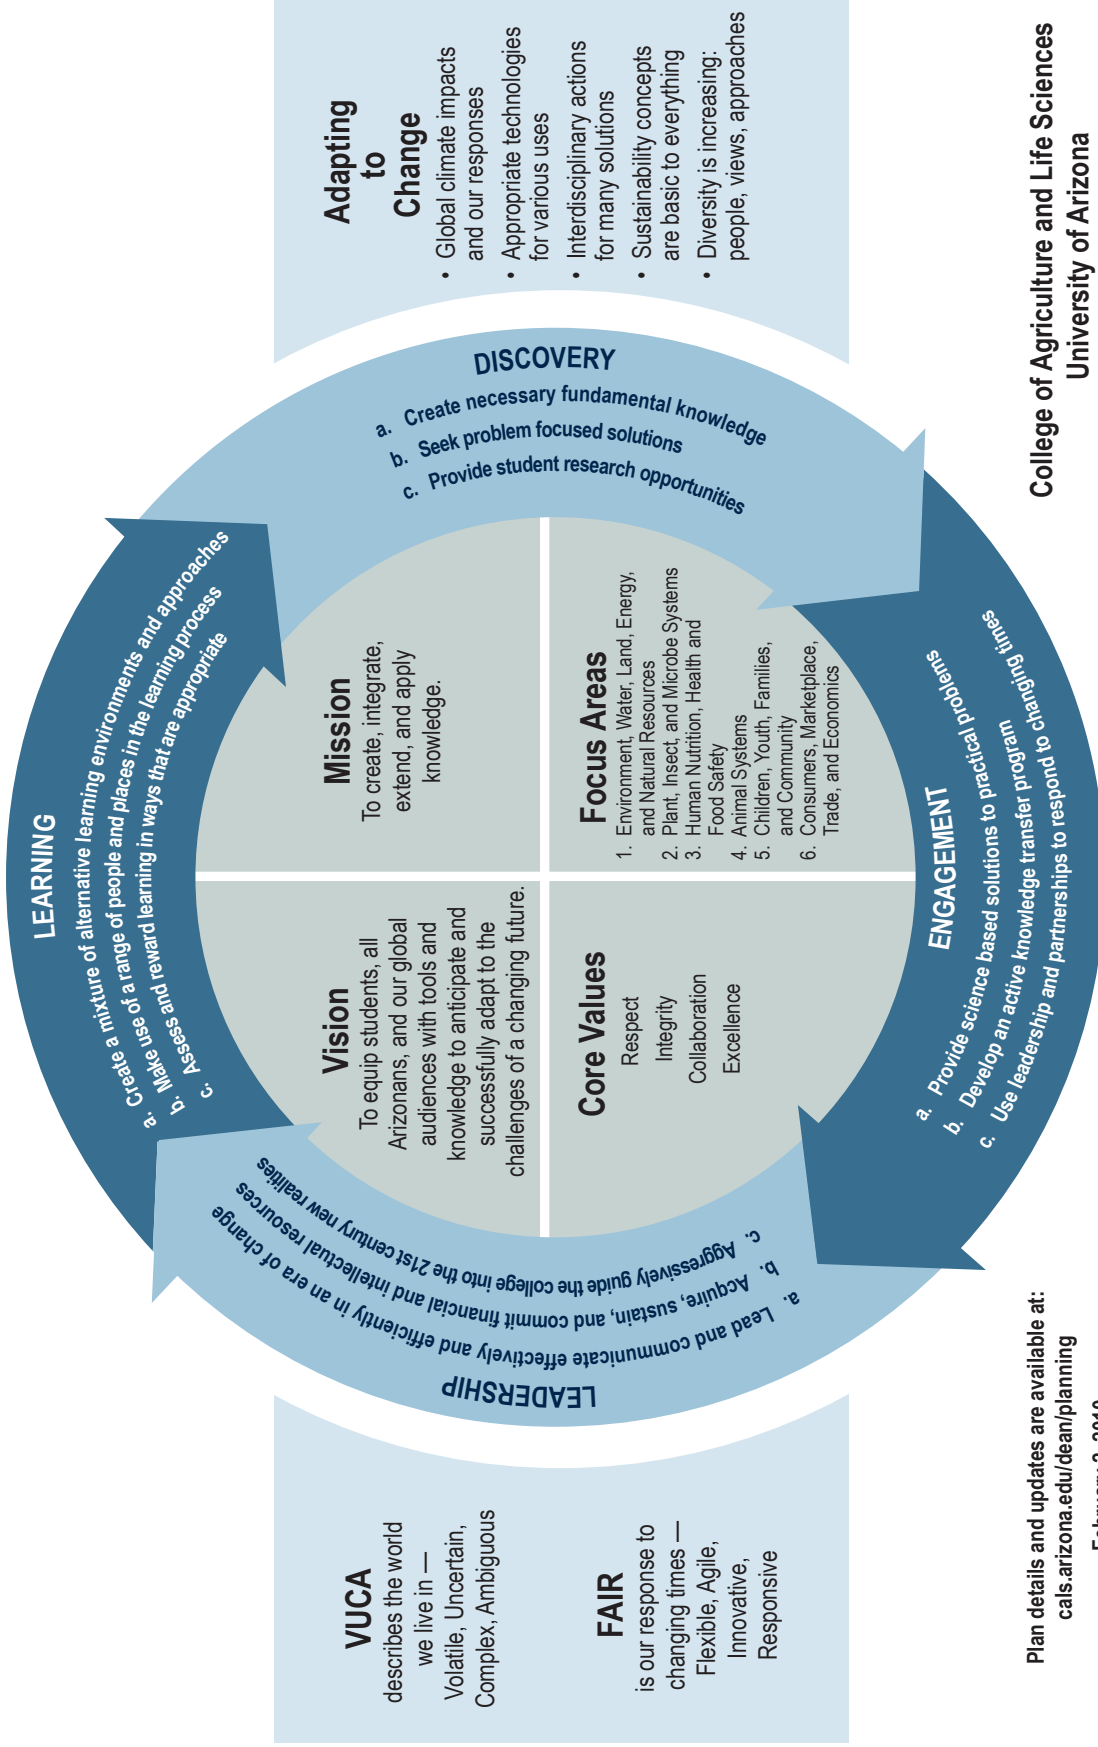 LEARNING
a. Create a mixture of alternative learning environments and approaches
b. Make use of a range of people and places in the learning process
c. Assess and reward learning in ways that are appropriate
VUCA
describes the world
we live in —
Volatile, Uncertain,
Complex, Ambiguous
FAIR
is our response to
changing times —
Flexible, Agile,
Innovative,
Responsive
LEADERSHIP
a. Lead and communicate effectively and efficiently in an era of change
b. Acquire, sustain, and commit financial and intellectual resources
c. Aggressively guide the college into the 21st century new realities
Vision
To equip students, all
Arizonans, and our global
audiences with tools and
knowledge to anticipate and
successfully adapt to the
challenges of a changing future.
Mission
To create, integrate,
extend, and apply
knowledge.
Core Values
Respect
Integrity
Collaboration
Excellence
Focus Areas
1. Environment, Water, Land, Energy,
and Natural Resources
2. Plant, Insect, and Microbe Systems
3. Human Nutrition, Health and
Food Safety
4. Animal Systems
5. Children, Youth, Families,
and Community
6. Consumers, Marketplace,
Trade, and Economics
DISCOVERY
a. Create necessary fundamental knowledge
b. Seek problem focused solutions
c. Provide student research opportunities
Adapting
to
Change
• Global climate impacts
and our responses
• Appropriate technologies
for various uses
• Interdisciplinary actions
for many solutions
• Sustainability concepts
are basic to everything
• Diversity is increasing:
people, views, approaches
ENGAGEMENT
a. Provide science based solutions to practical problems
b. Develop an active knowledge transfer program
c. Use leadership and partnerships to respond to changing times
Plan details and updates are available at:
cals.arizona.edu/dean/planning
College of Agriculture and Life Sciences
University of Arizona